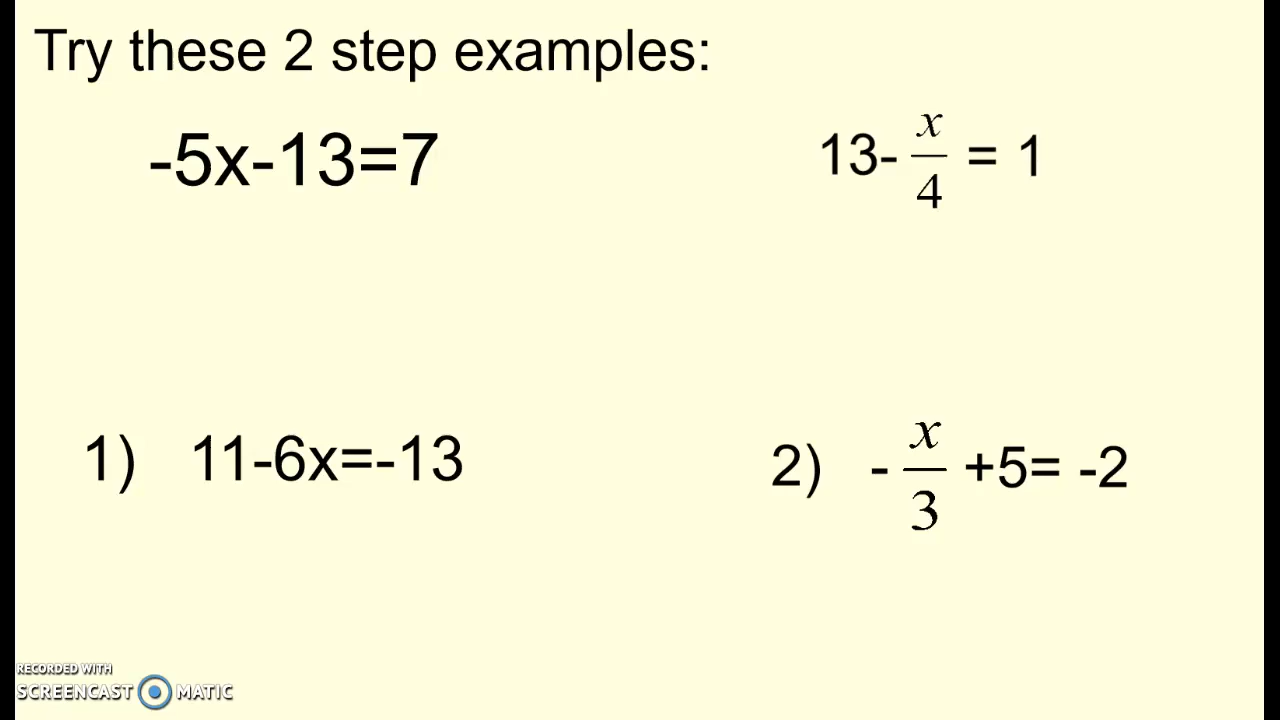 Try these 2 step examples:
-5x-13=7
13- x/4 = 1
1) 11-6x=-13
2) - x/3 +5= -2
RECORDED WITH
SCREENCAST MATIC